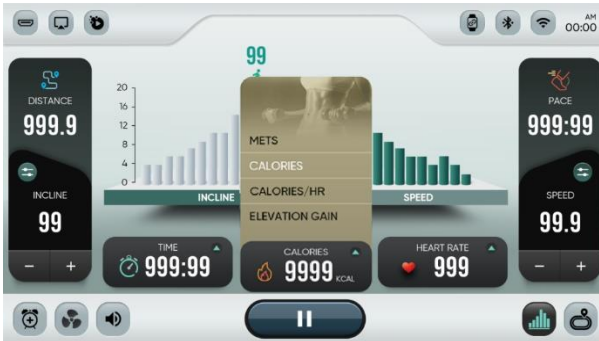 AM
00:00
99
DISTANCE
999.9
INCLINE
99
− +
20
16
12
8
4
0
INCLINE
SPEED
METS
CALORIES
CALORIES/HR
ELEVATION GAIN
TIME
999:99
CALORIES
9999 KCAL
HEART RATE
999
PACE
999:99
SPEED
99.9
− +